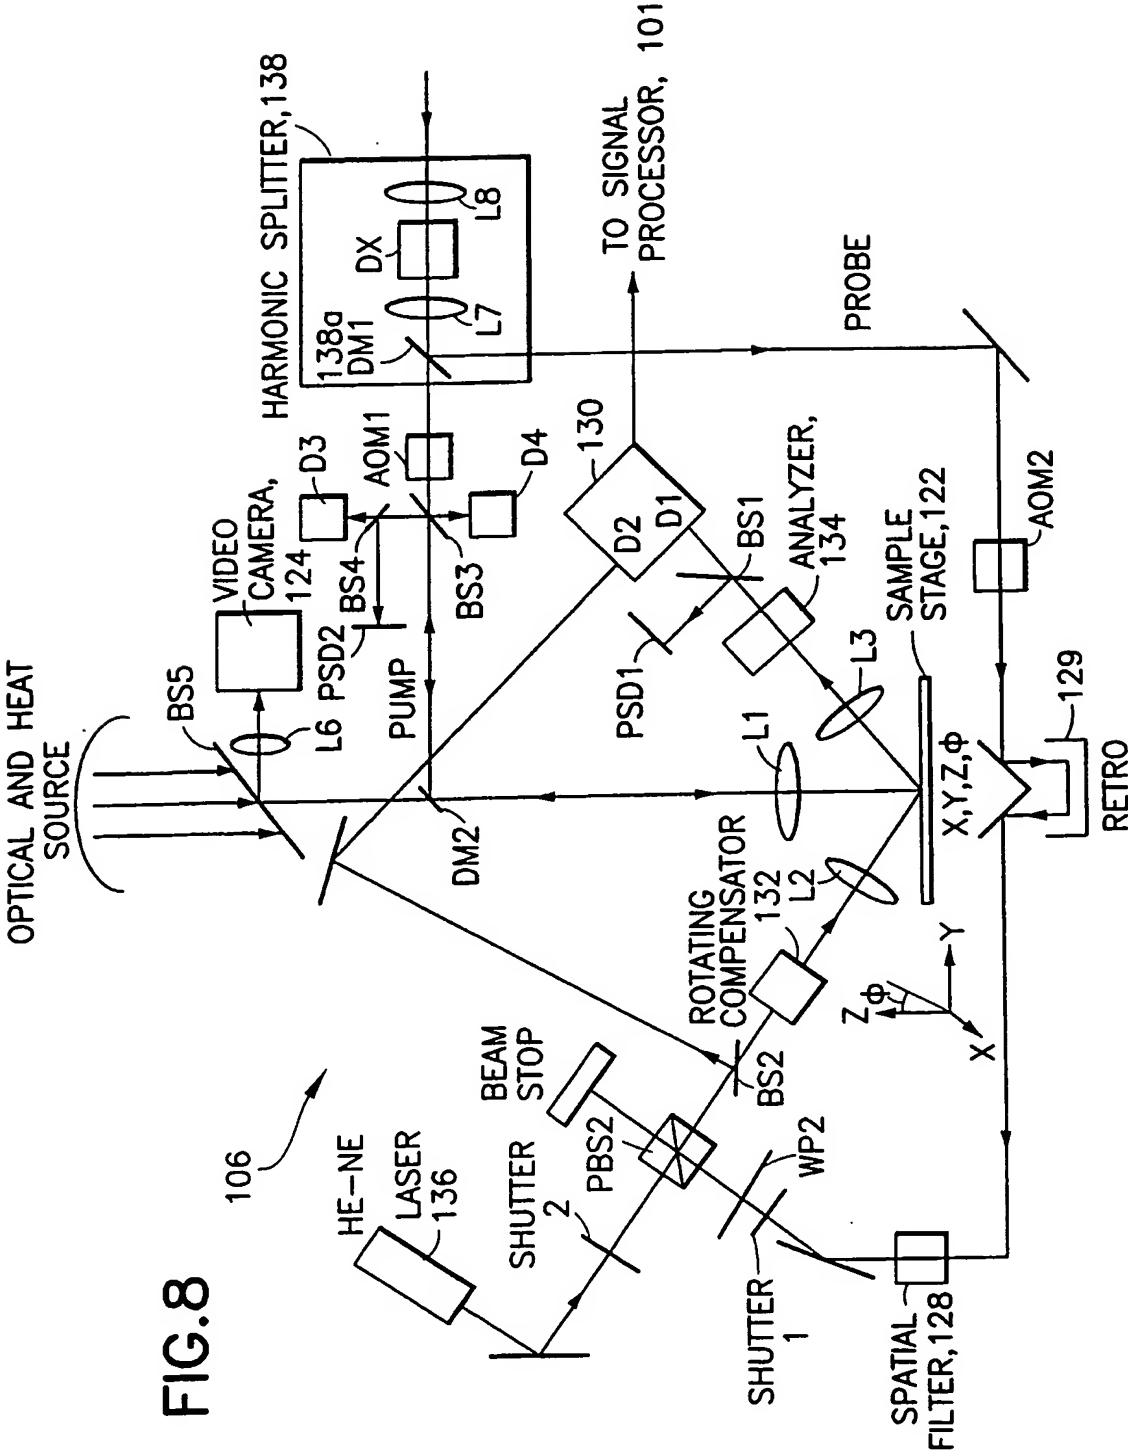 FIG.8
106
OPTICAL AND HEAT
SOURCE
BS5
L6
VIDEO
CAMERA,
124
PSD2
BS4
D3
AOM1
BS3
D4
PUMP
DM2
HARMONIC SPLITTER,138
138a
DM1
DX
L7
L8
TO SIGNAL
PROCESSOR, 101
HE-NE
LASER
136
SHUTTER
2
BEAM
STOP
PBS2
BS2
ROTATING
COMPENSATOR
132
L2
L1
L3
D2
D1
130
PSD1
BS1
ANALYZER,
134
PROBE
SAMPLE
STAGE,122
X,Y,Z,ϕ
Z
ϕ
Y
X
WP2
SHUTTER
1
SPATIAL
FILTER,128
AOM2
129
RETRO